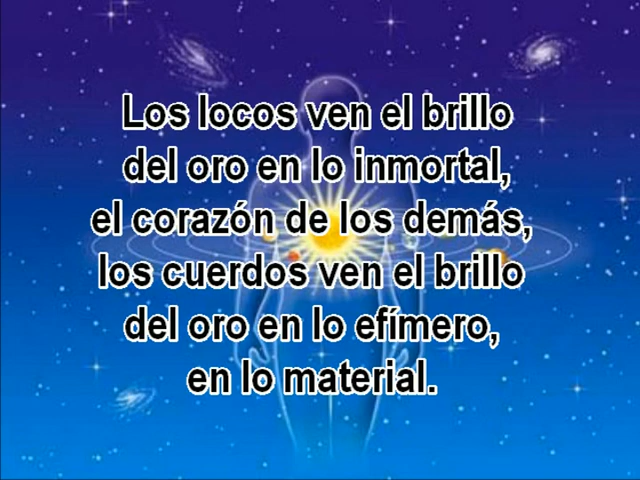 Los locos ven el brillo
del oro en lo inmortal,
el corazón de los demás,
los cuerdos ven el brillo
del oro en lo efímero,
en lo material.